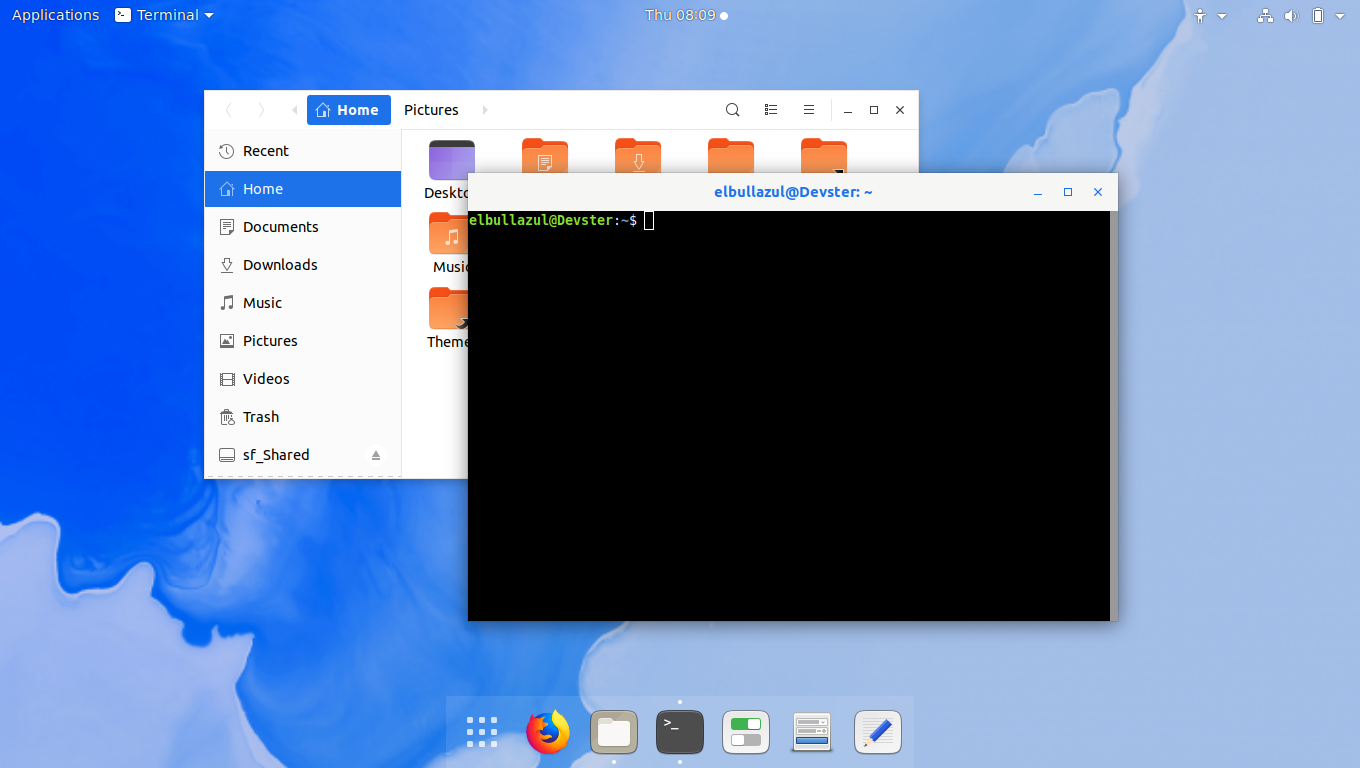 Applications Terminal Thu 08:09
Home Pictures
Recent
Home
Documents
Downloads
Music
Pictures
Videos
Trash
sf_Shared
Deskto
Music
Theme
elbullazul@Devster: ~
elbullazul@Devster:~$
>_